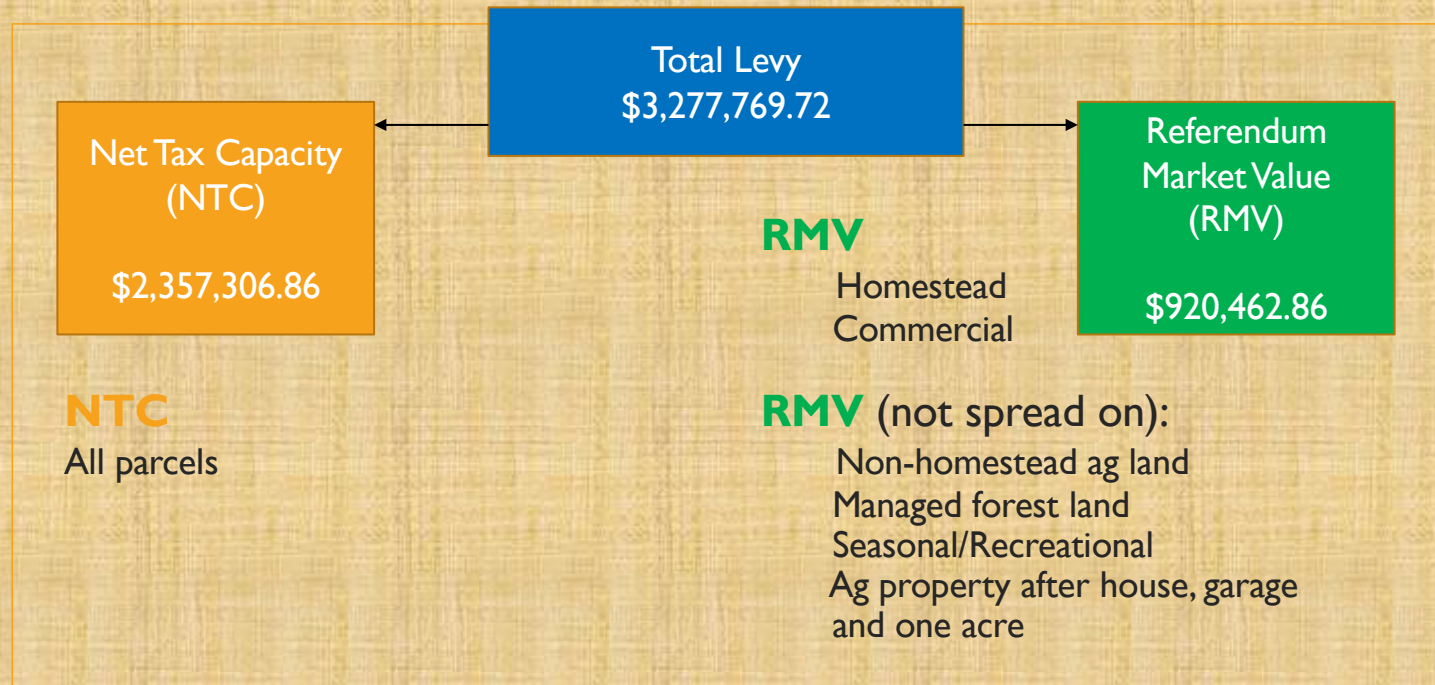 Total Levy
$3,277,769.72
Net Tax Capacity
(NTC)
$2,357,306.86
Referendum
Market Value
(RMV)
$920,462.86
NTC
All parcels
RMV
Homestead
Commercial
RMV (not spread on):
Non-homestead ag land
Managed forest land
Seasonal/Recreational
Ag property after house, garage
and one acre